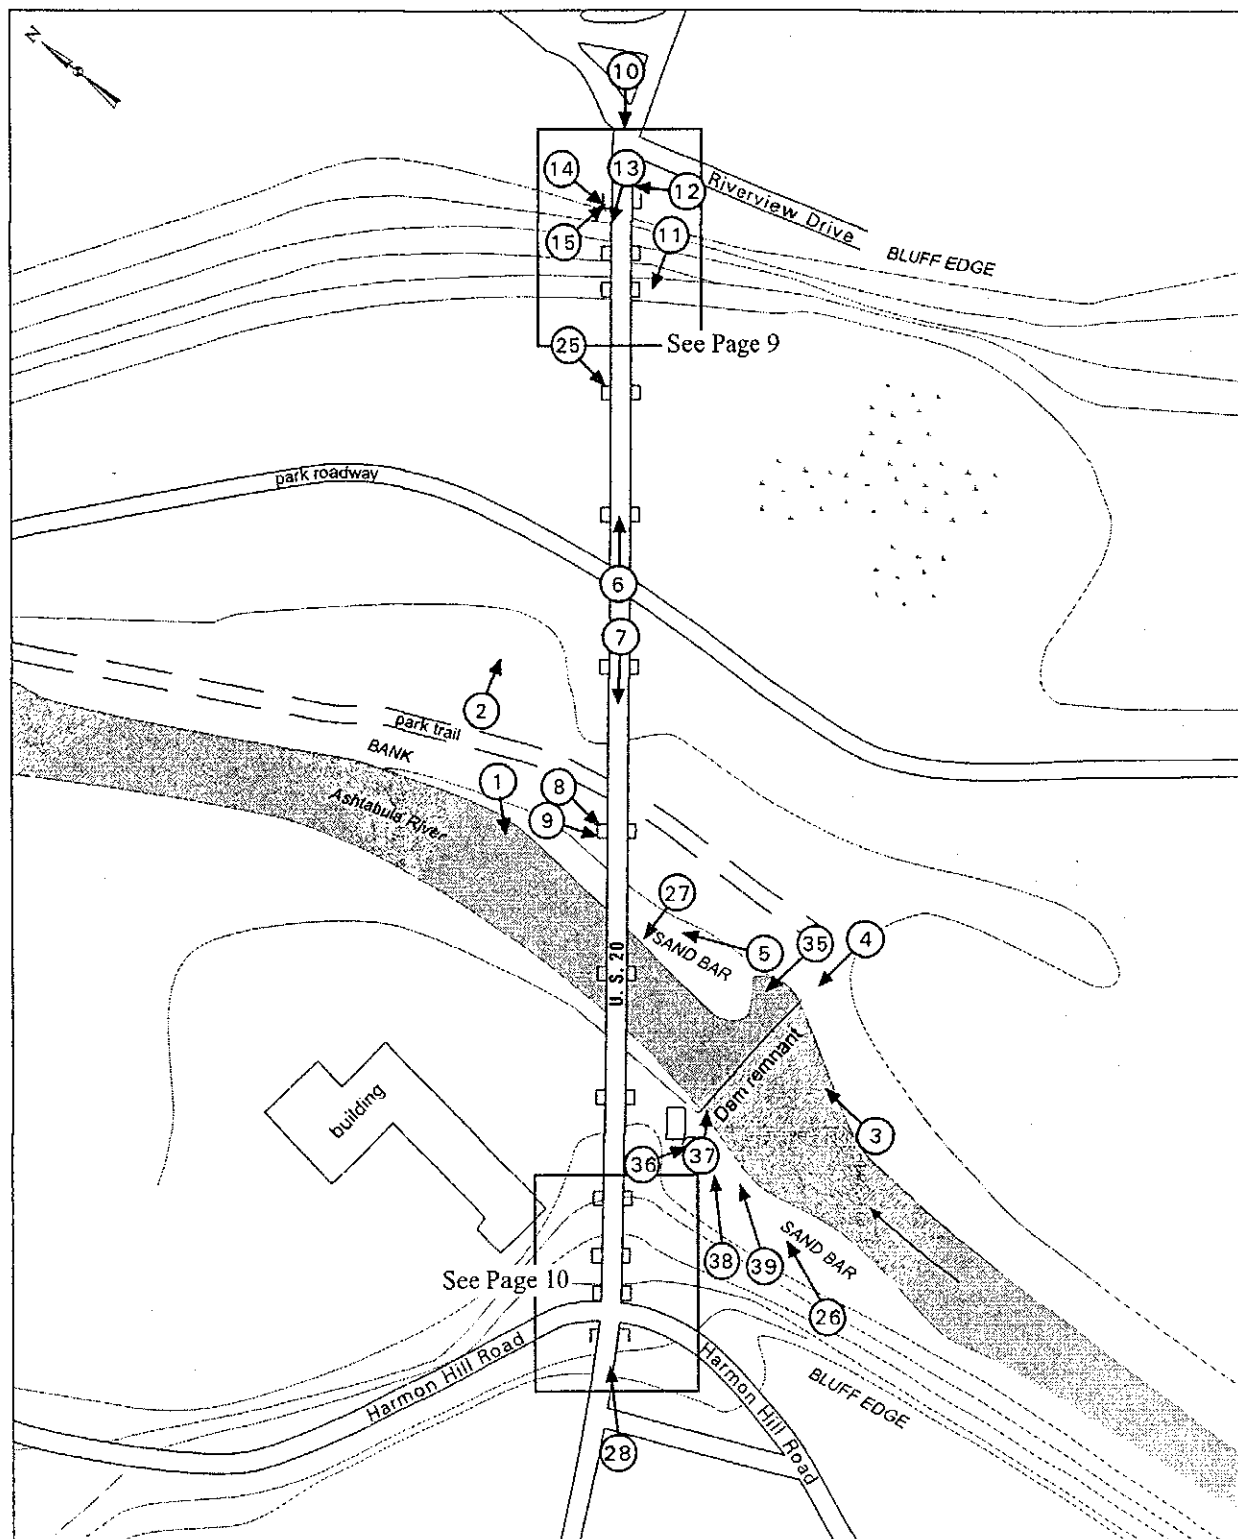 N
10
14
13
12
Riverview Drive
15
11
BLUFF EDGE
25
See Page 9
park roadway
6
7
2
park trail
BANK
1
8
Ashtabula River
9
27
5
35
4
SAND BAR
U.S. 20
Dam remnant
building
3
36
37
38
39
SAND BAR
26
See Page 10
Harmon Hill Road
Harmon Hill Road
BLUFF EDGE
28